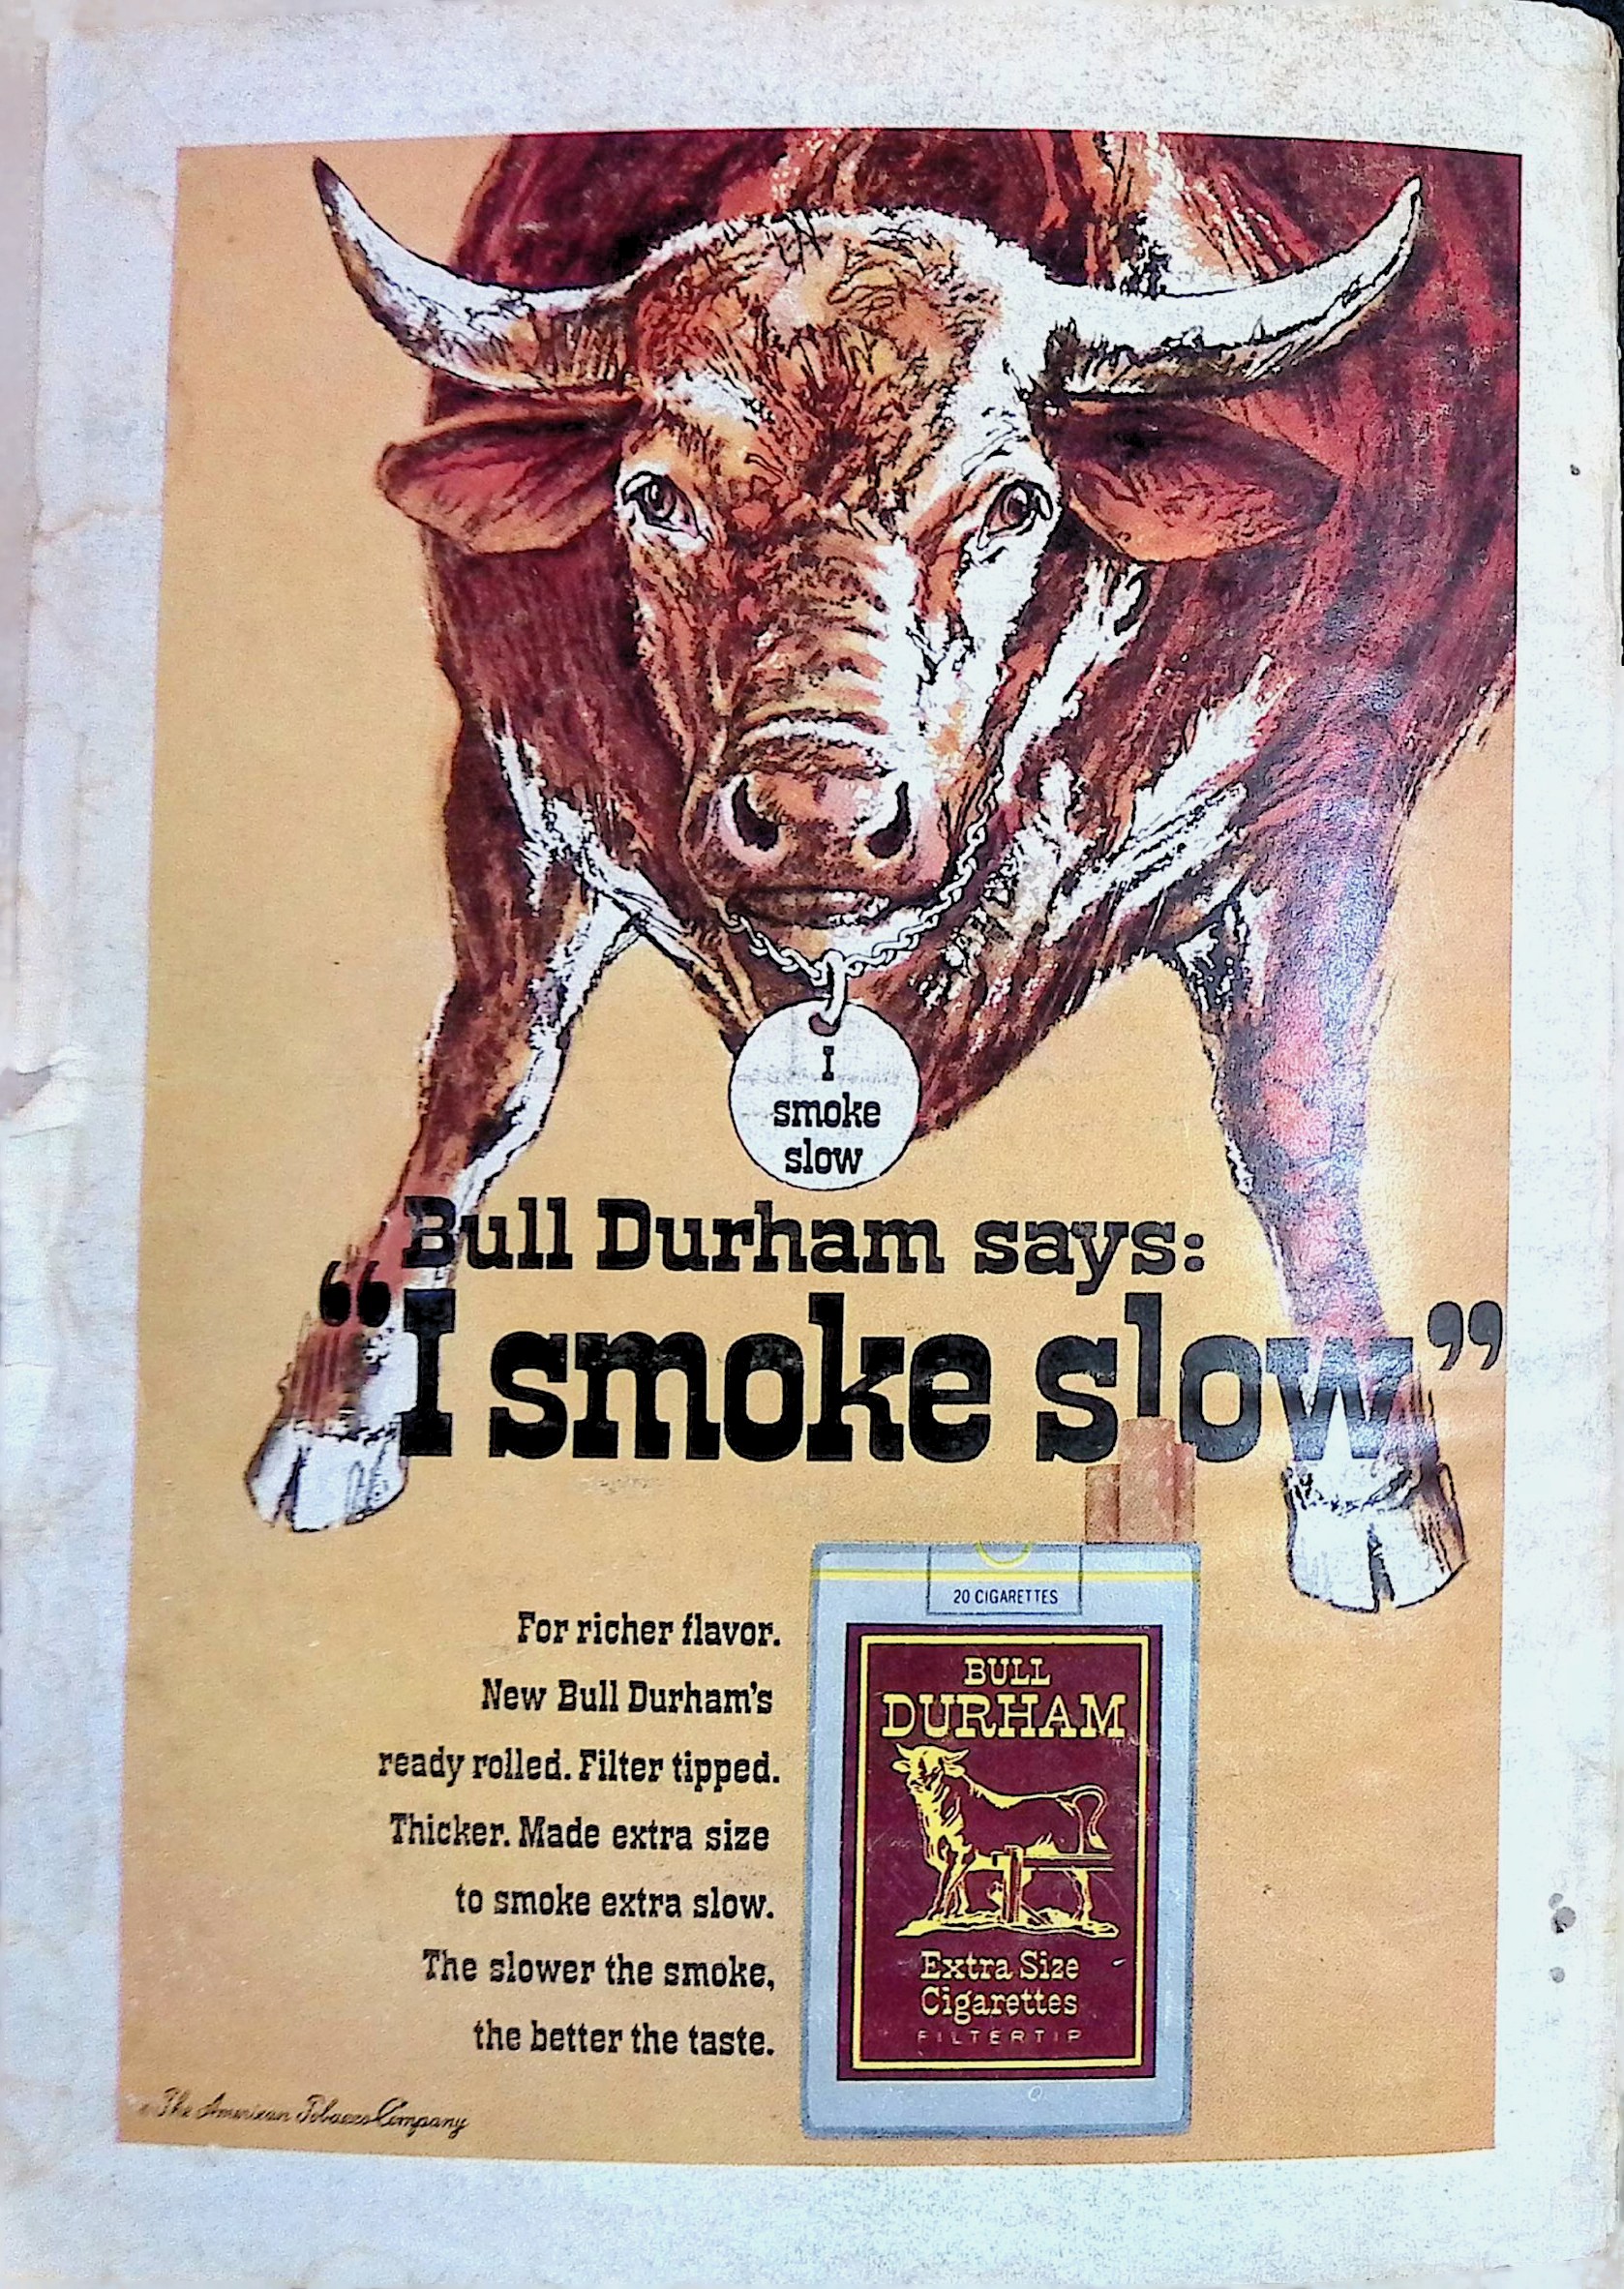 I
smoke
slow
Bull Durham says:
“I smoke slow”
For richer flavor.
New Bull Durham's
ready rolled. Filter tipped.
Thicker. Made extra size
to smoke extra slow.
The slower the smoke,
the better the taste.
20 CIGARETTES
BULL
DURHAM
Extra Size
Cigarettes
FILTER TIP
© The American Tobacco Company